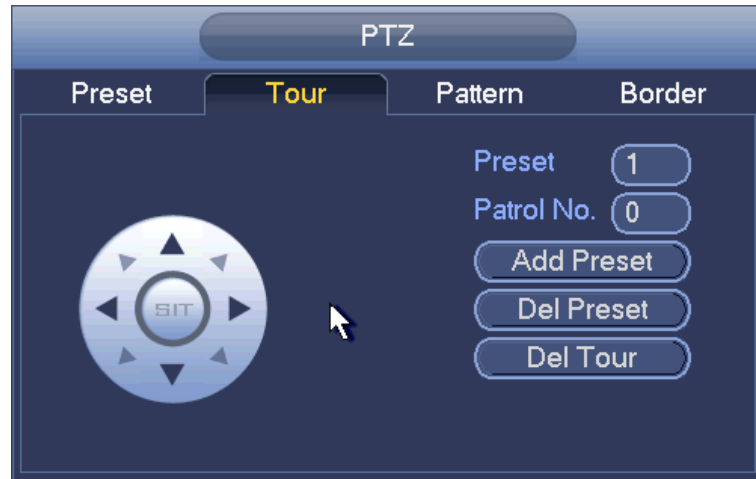 PTZ
Preset Tour Pattern Border
Preset 1
Patrol No. 0
Add Preset
SIT Del Preset
Del Tour